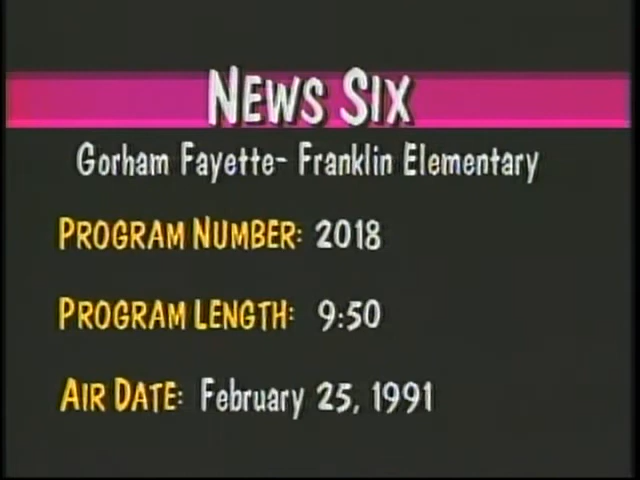 NEWS SIX
Gorham Fayette- Franklin Elementary
PROGRAM NUMBER: 2018
PROGRAM LENGTH: 9:50
AIR DATE: February 25, 1991